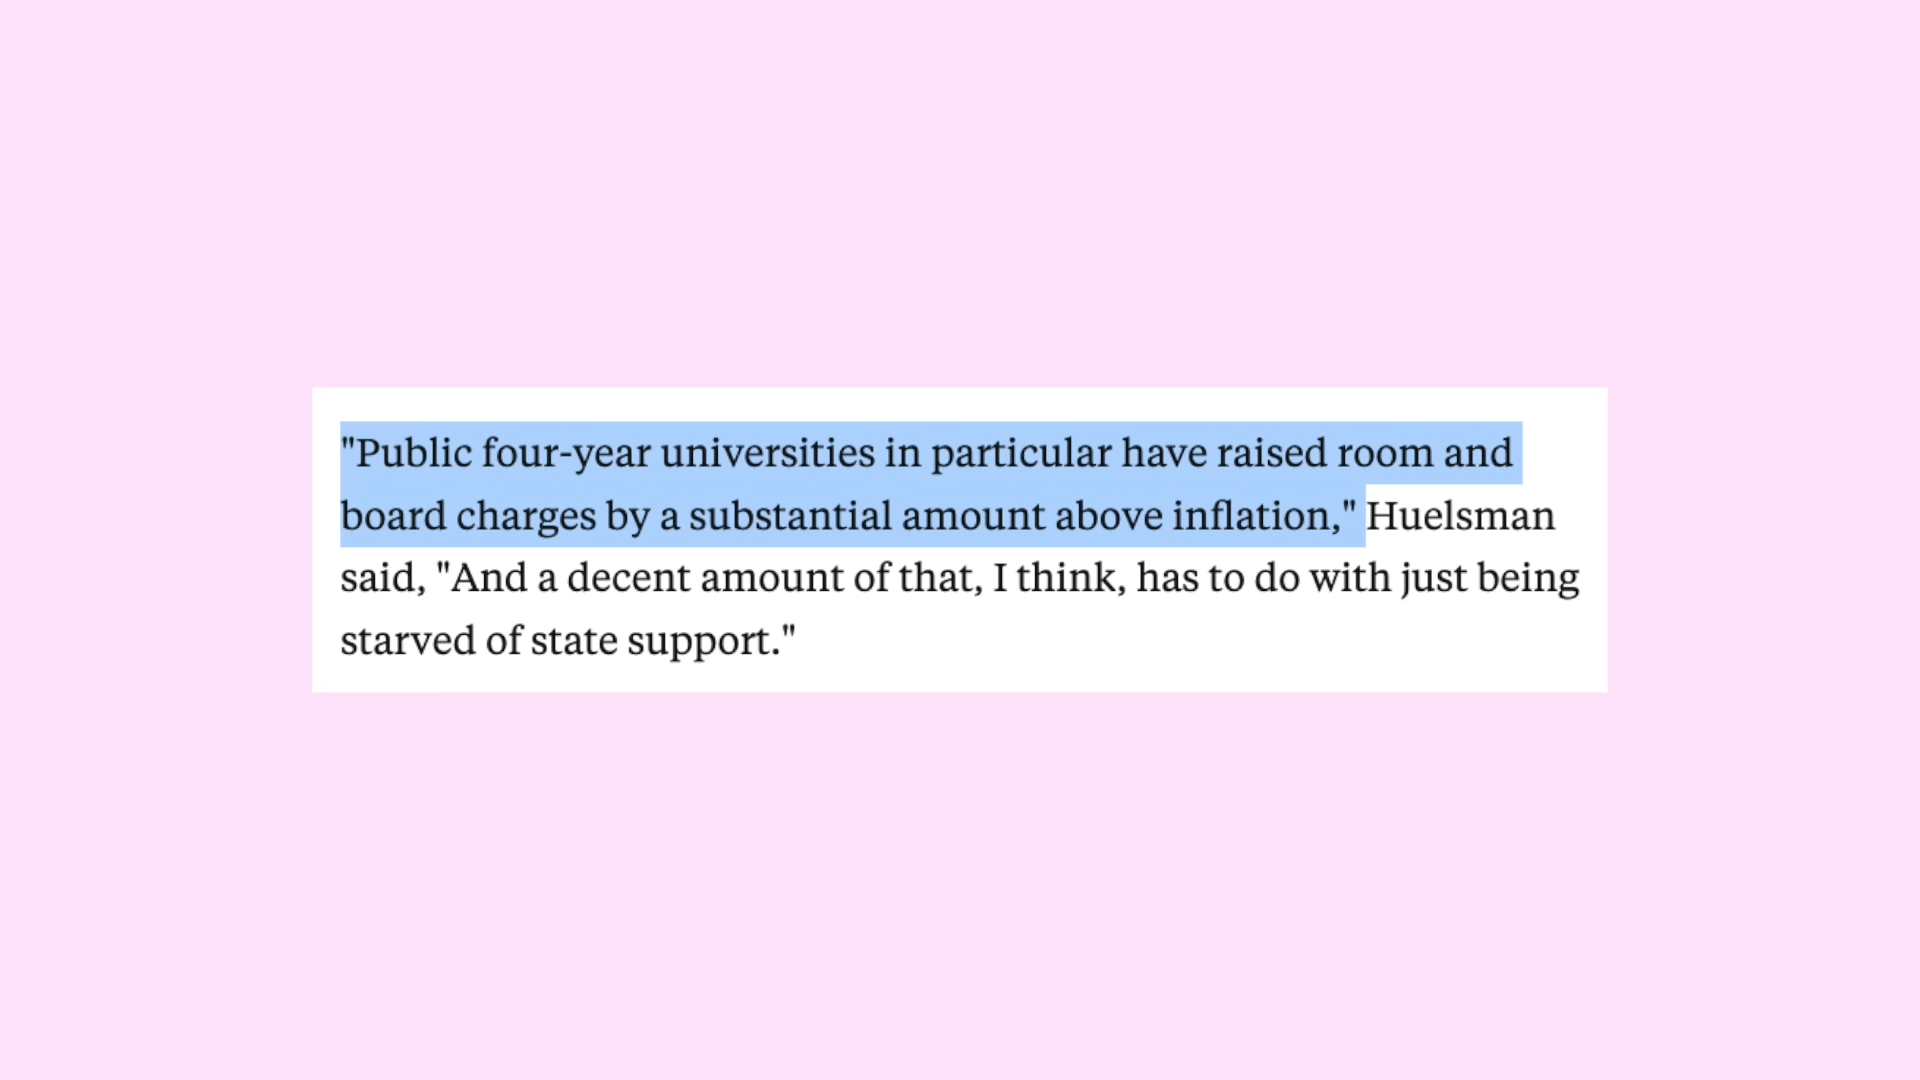 "Public four-year universities in particular have raised room and
board charges by a substantial amount above inflation," Huelsman
said, "And a decent amount of that, I think, has to do with just being
starved of state support."